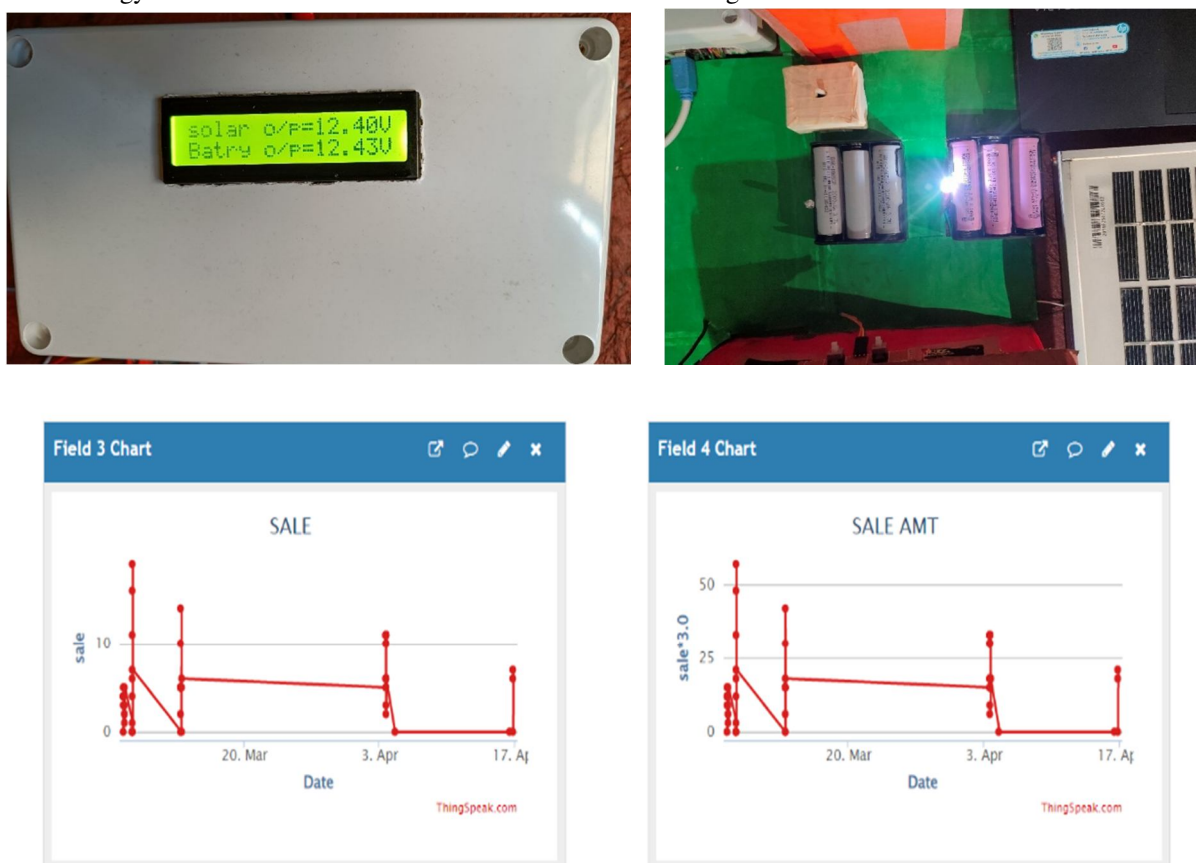 solar o/p=12.40V
Batry o/p=12.43V
Field 3 Chart
SALE
sale
10
0
20. Mar
3. Apr
17. Ap
Date
ThingSpeak.com
Field 4 Chart
SALE AMT
sale*3.0
50
25
0
20. Mar
3. Apr
17. Ap
Date
ThingSpeak.com